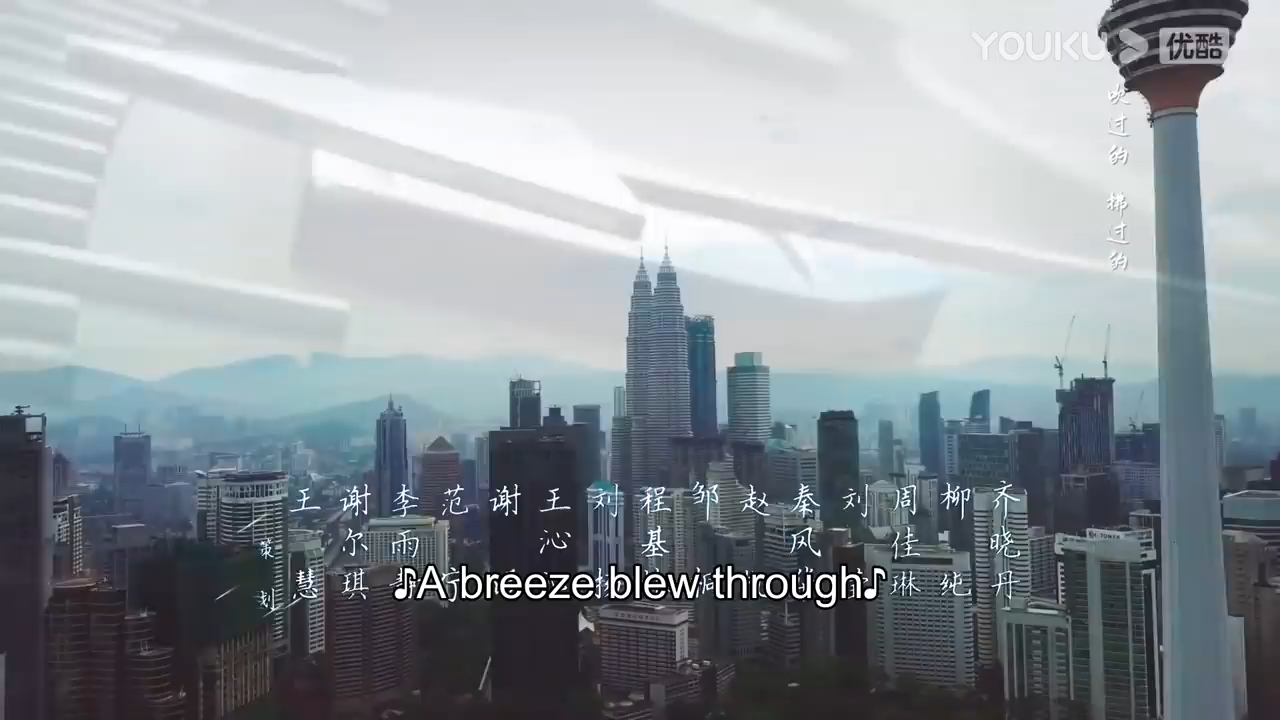 YOUKU 优酷
吹过的 拂过的
策划
王慧
谢尔琪
李雨
范
谢
王沁
刘
程基
邹
赵
秦风
刘
周佳琳
柳纯
齐晓丹
♪A breeze blew through♪